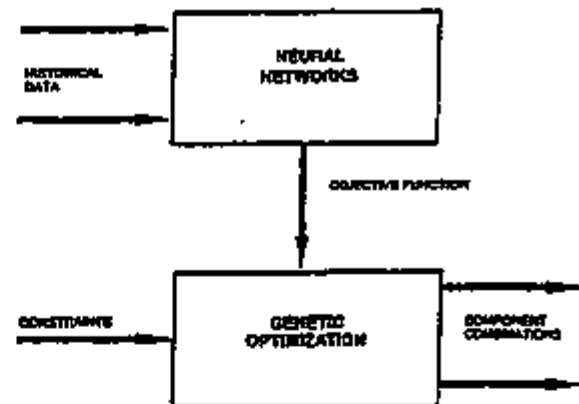 NEURAL
NETWORKS
HISTORICAL
DATA
OBJECTIVE FUNCTION
CONSTRAINTS
GENETIC
OPTIMIZATION
COMPONENT
COMBINATIONS